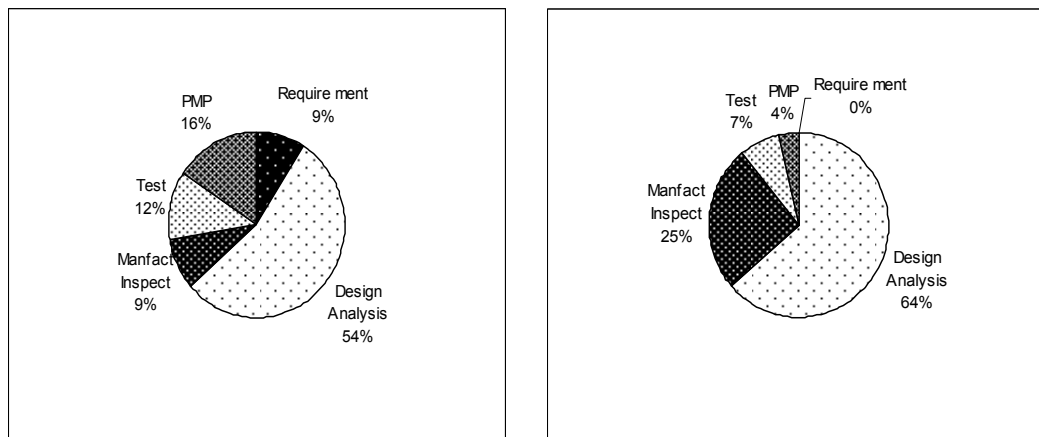 PMP
16%
Require ment
9%
Test
12%
Manfact
Inspect
9%
Design
Analysis
54%
Test
7%
PMP
4%
Require ment
0%
Manfact
Inspect
25%
Design
Analysis
64%